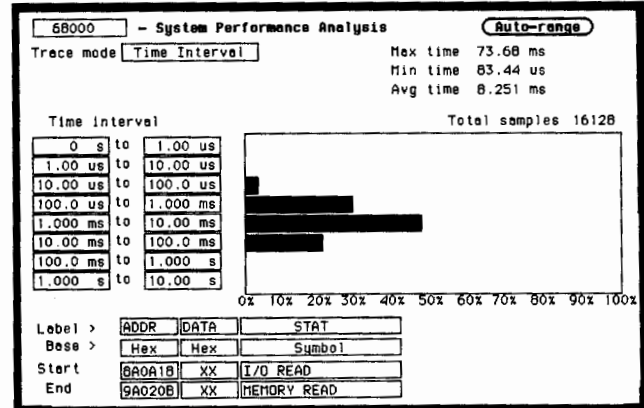 68000 - System Performance Analysis Auto-range
Trace mode Time Interval Max time 73.68 ms
Min time 83.44 us
Avg time 8.251 ms
Time interval Total samples 16128
0 s to 1.00 us
1.00 us to 10.00 us
10.00 us to 100.0 us
100.0 us to 1.000 ms
1.000 ms to 10.00 ms
10.00 ms to 100.0 ms
100.0 ms to 1.000 s
1.000 s to 10.00 s
0% 10% 20% 30% 40% 50% 60% 70% 80% 90% 100%
Label > ADDR DATA STAT
Base > Hex Hex Symbol
Start 8A0A18 XX I/O READ
End 9A020B XX MEMORY READ